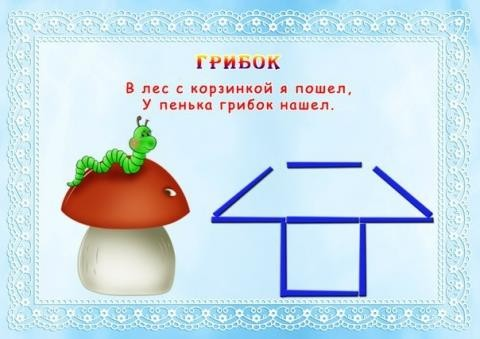 ГРИБОК
В лес с корзинкой я пошел,
У пенька грибок нашел.